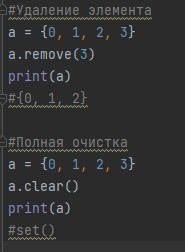 #Удаление элемента
a = {0, 1, 2, 3}
a.remove(3)
print(a)
#{0, 1, 2}
#Полная очистка
a = {0, 1, 2, 3}
a.clear()
print(a)
#set()